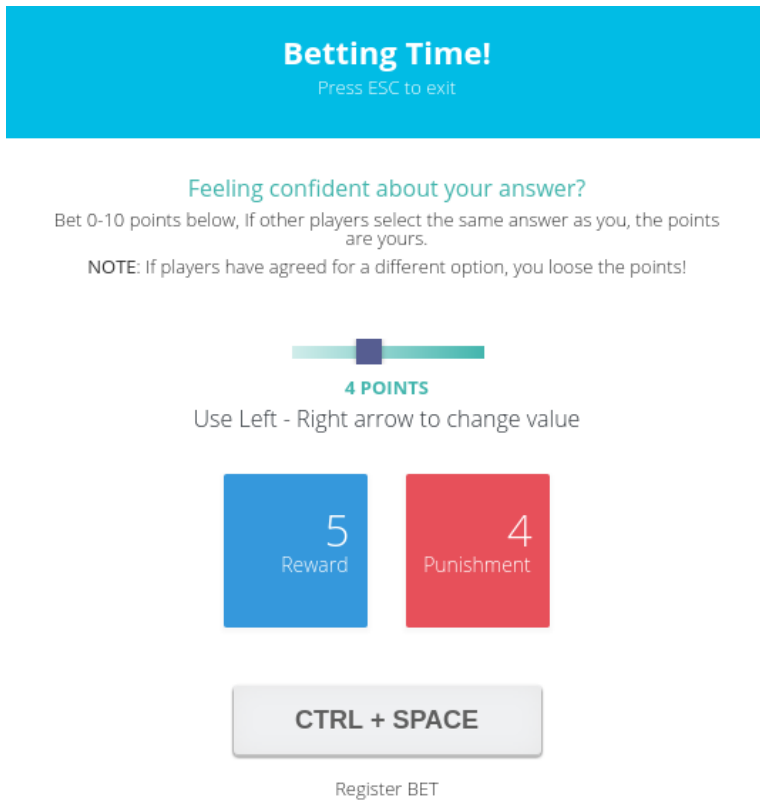 Betting Time!
Press ESC to exit
Feeling confident about your answer?
Bet 0-10 points below, If other players select the same answer as you, the points
are yours.
NOTE: If players have agreed for a different option, you loose the points!
4 POINTS
Use Left - Right arrow to change value
5
Reward
4
Punishment
CTRL + SPACE
Register BET